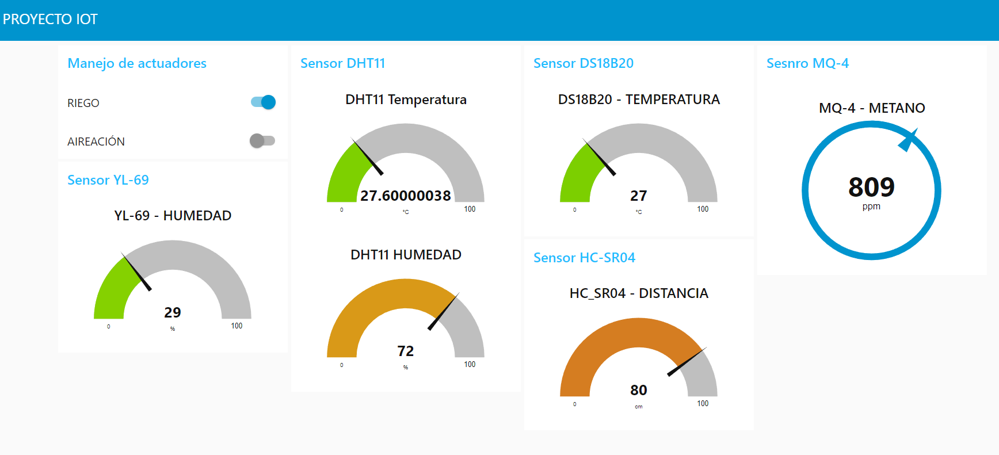 PROYECTO IOT
Manejo de actuadores
RIEGO
AIREACIÓN
Sensor YL-69
YL-69 - HUMEDAD
29
%
0
100
Sensor DHT11
DHT11 Temperatura
27.60000038
°C
0
100
DHT11 HUMEDAD
72
%
0
100
Sensor DS18B20
DS18B20 - TEMPERATURA
27
°C
0
100
Sensor HC-SR04
HC_SR04 - DISTANCIA
80
cm
0
100
Sesnro MQ-4
MQ-4 - METANO
809
ppm